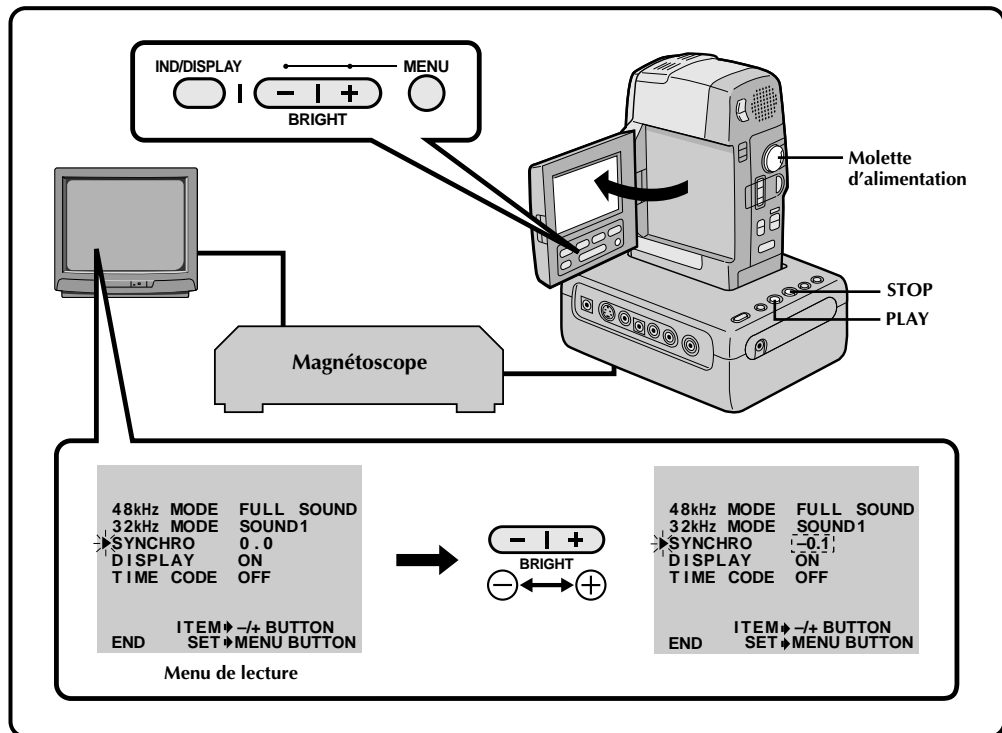 IND/DISPLAY
MENU
– +
BRIGHT
Molette
d'alimentation
STOP
PLAY
Magnétoscope
48kHz MODE FULL SOUND
32kHz MODE SOUND1
SYNCHRO 0.0
DISPLAY ON
TIME CODE OFF
ITEM –/+ BUTTON
END SET MENU BUTTON
Menu de lecture
– +
BRIGHT
– +
48kHz MODE FULL SOUND
32kHz MODE SOUND1
SYNCHRO –0.1
DISPLAY ON
TIME CODE OFF
ITEM –/+ BUTTON
END SET MENU BUTTON